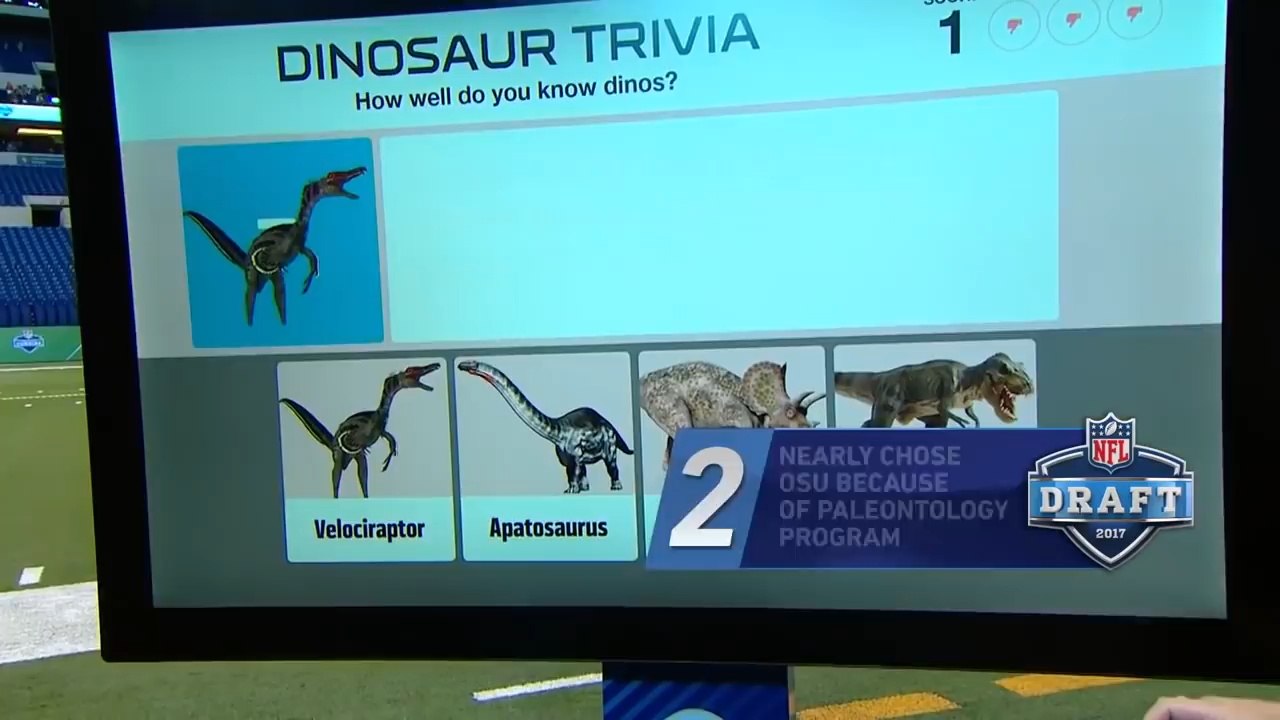 DINOSAUR TRIVIA
How well do you know dinos?
1
Velociraptor
Apatosaurus
2
NEARLY CHOSE
OSU BECAUSE
OF PALEONTOLOGY
PROGRAM
NFL
DRAFT
2017